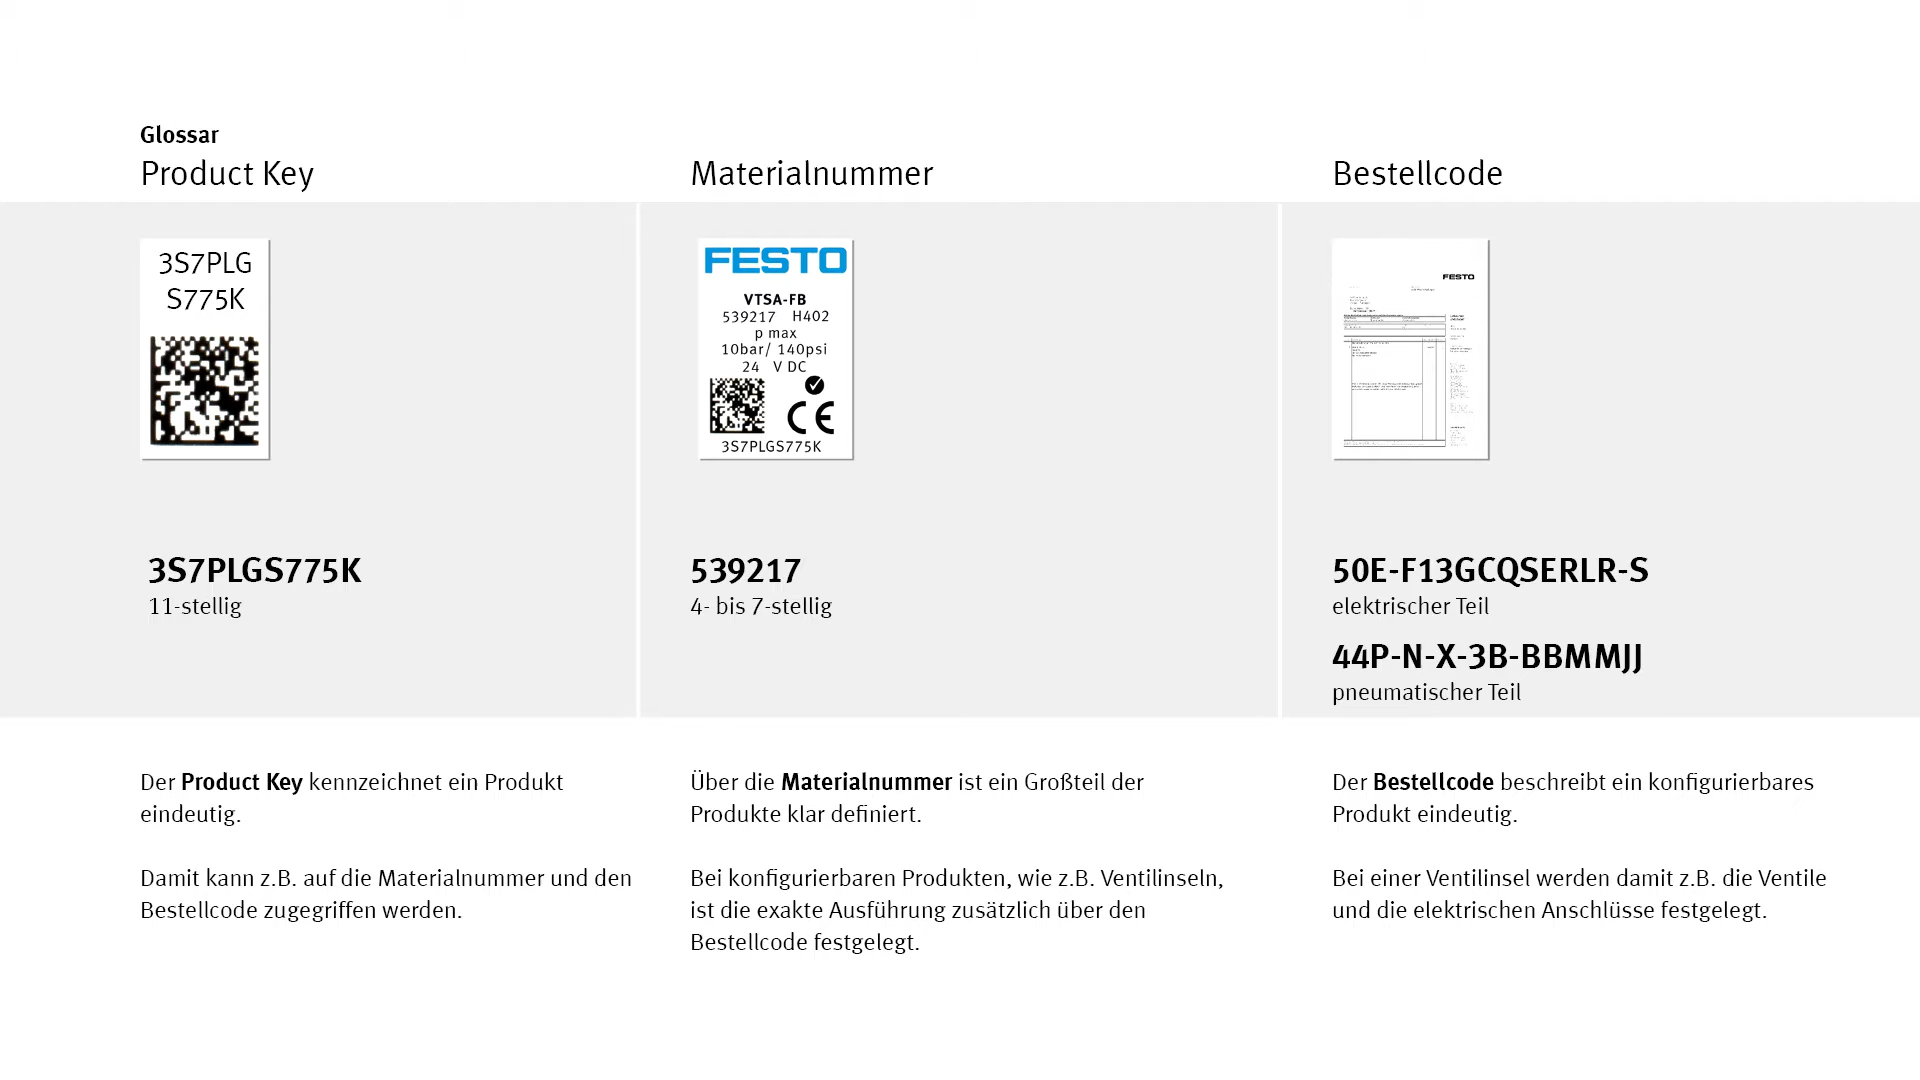 Glossar
Product Key
Materialnummer
Bestellcode
3S7PLG
S775K
FESTO
VTSA-FB
539217 H402
p max
10bar/ 140psi
24 V DC
CE
3S7PLGS775K
FESTO
3S7PLGS775K
11-stellig
539217
4- bis 7-stellig
50E-F13GCQSERLR-S
elektrischer Teil
44P-N-X-3B-BBMMJJ
pneumatischer Teil
Der Product Key kennzeichnet ein Produkt
eindeutig.
Damit kann z.B. auf die Materialnummer und den
Bestellcode zugegriffen werden.
Über die Materialnummer ist ein Großteil der
Produkte klar definiert.
Bei konfigurierbaren Produkten, wie z.B. Ventilinseln,
ist die exakte Ausführung zusätzlich über den
Bestellcode festgelegt.
Der Bestellcode beschreibt ein konfigurierbares
Produkt eindeutig.
Bei einer Ventilinsel werden damit z.B. die Ventile
und die elektrischen Anschlüsse festgelegt.